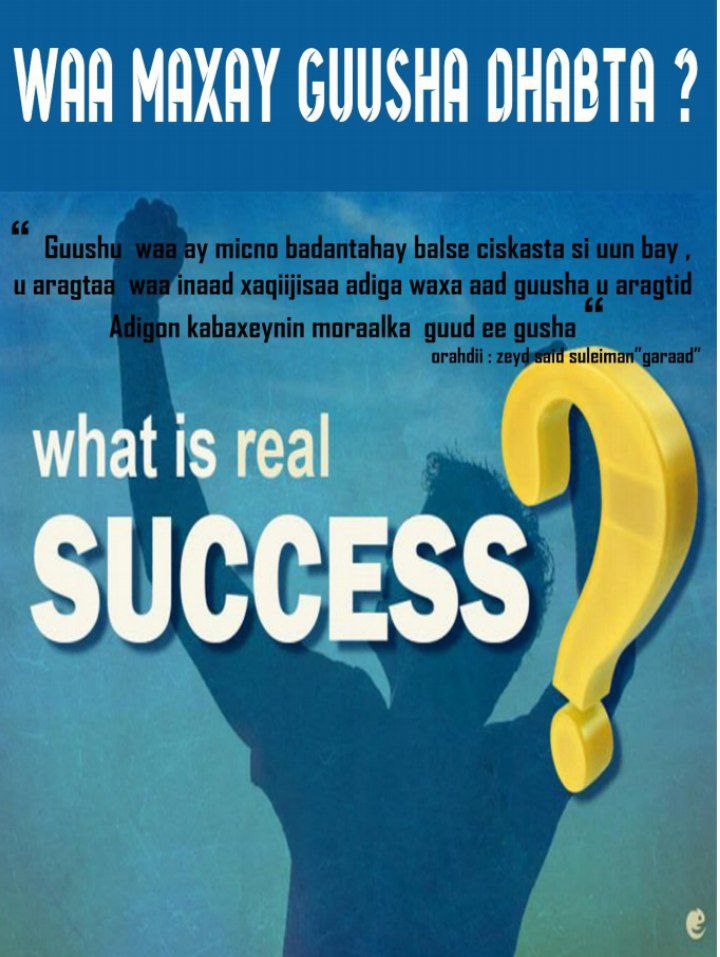 WAA MAXAY GUUSHA DHABTA ?
“ Guushu waa ay micno badantahay balse ciskasta si uun bay ,
u aragtaa waa inaad xaqiijisaa adiga waxa aad guusha u aragtid
Adigon kabaxeynin moraalka guud ee gusha “
orahdii : zeyd said suleiman"garaad"
what is real
SUCCESS?